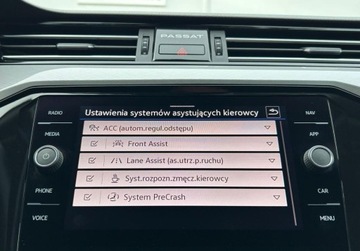 PASSAT
RADIO
MEDIA
PHONE
VOICE
Ustawienia systemów asystujących kierowcy
ACC (autom.regul.odstępu)
Front Assist
Lane Assist (as.utrz.p.ruchu)
Syst.rozpozn.zmęcz.kierowcy
System PreCrash
NAV
APP
CAR
MENU